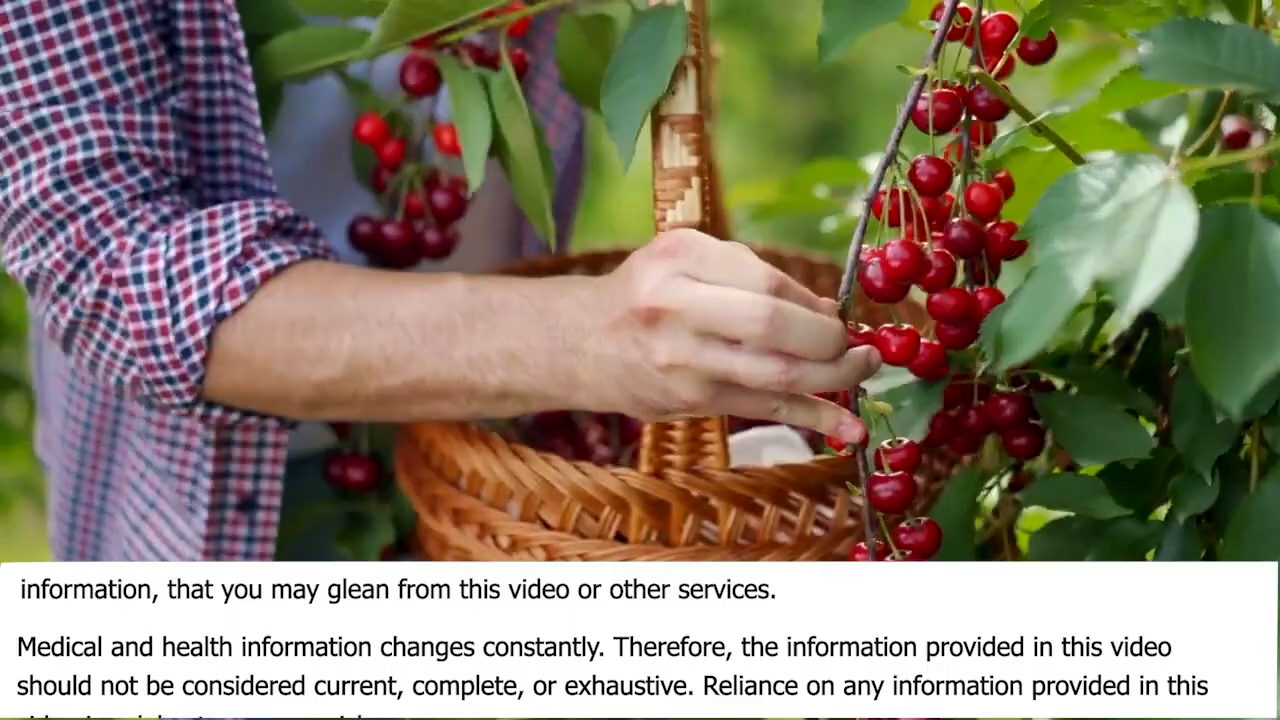 information, that you may glean from this video or other services.
Medical and health information changes constantly. Therefore, the information provided in this video
should not be considered current, complete, or exhaustive. Reliance on any information provided in this